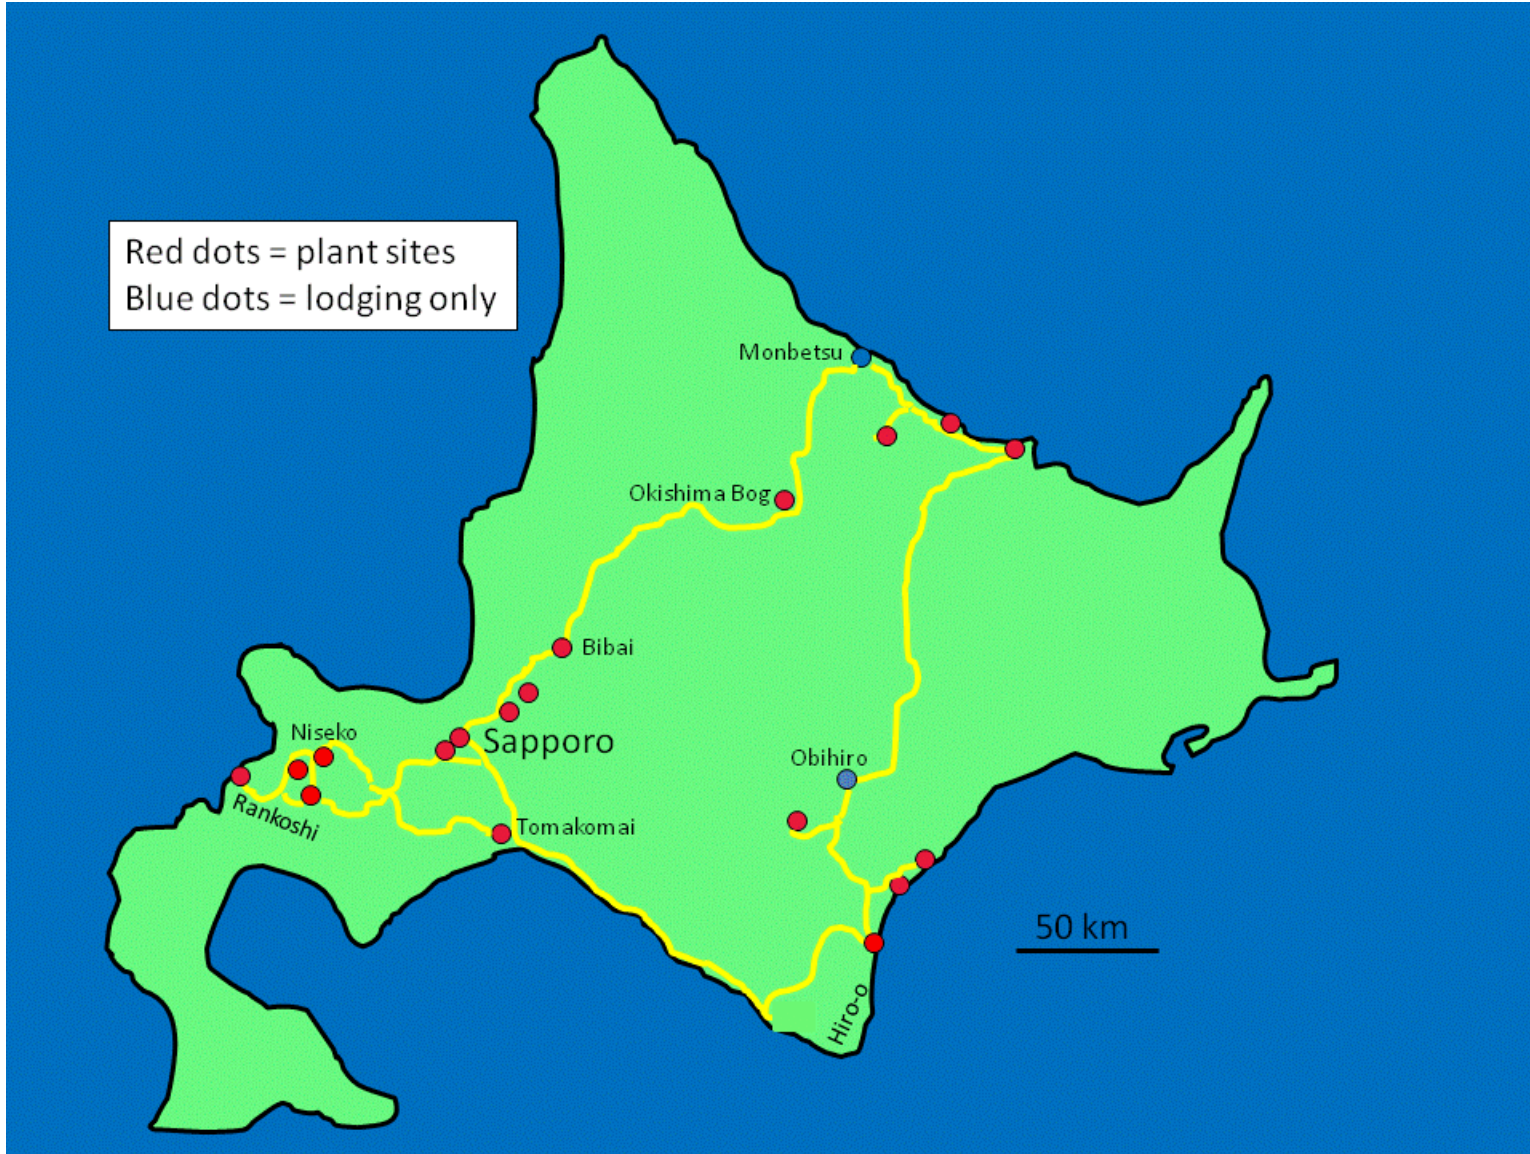 Red dots = plant sites
Blue dots = lodging only
Monbetsu
Okishima Bog
Bibai
Niseko
Sapporo
Obihiro
Rankoshi
Tomakomai
50 km
Hiro-o